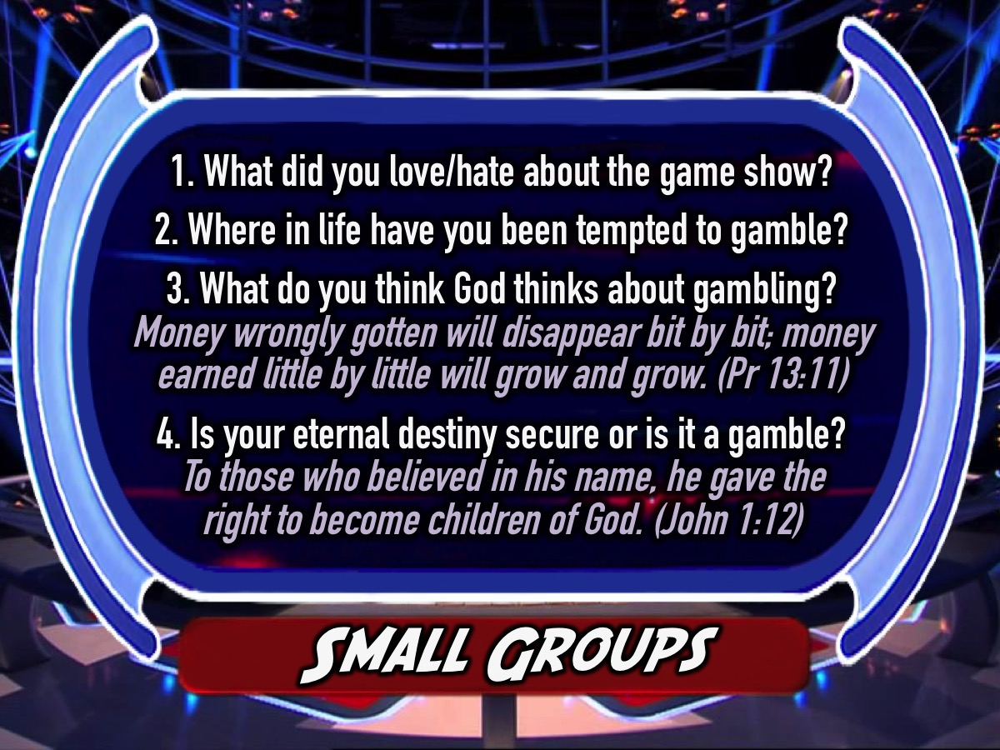 1. What did you love/hate about the game show?
2. Where in life have you been tempted to gamble?
3. What do you think God thinks about gambling?
Money wrongly gotten will disappear bit by bit; money
earned little by little will grow and grow. (Pr 13:11)
4. Is your eternal destiny secure or is it a gamble?
To those who believed in his name, he gave the
right to become children of God. (John 1:12)
Small Groups